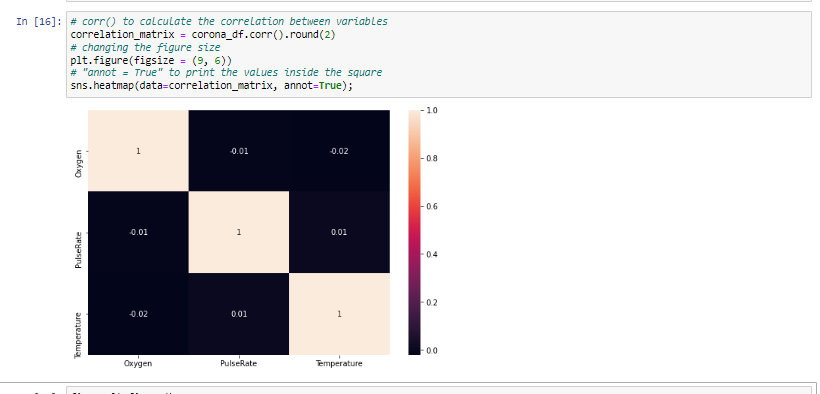 In [16]:
# corr() to calculate the correlation between variables
correlation_matrix = corona_df.corr().round(2)
# changing the figure size
plt.figure(figsize = (9, 6))
# "annot = True" to print the values inside the square
sns.heatmap(data=correlation_matrix, annot=True);
1.0
Oxygen
1
-0.01
-0.02
0.8
0.6
PulseRate
-0.01
1
0.01
0.4
0.2
Temperature
-0.02
0.01
1
0.0
Oxygen
PulseRate
Temperature